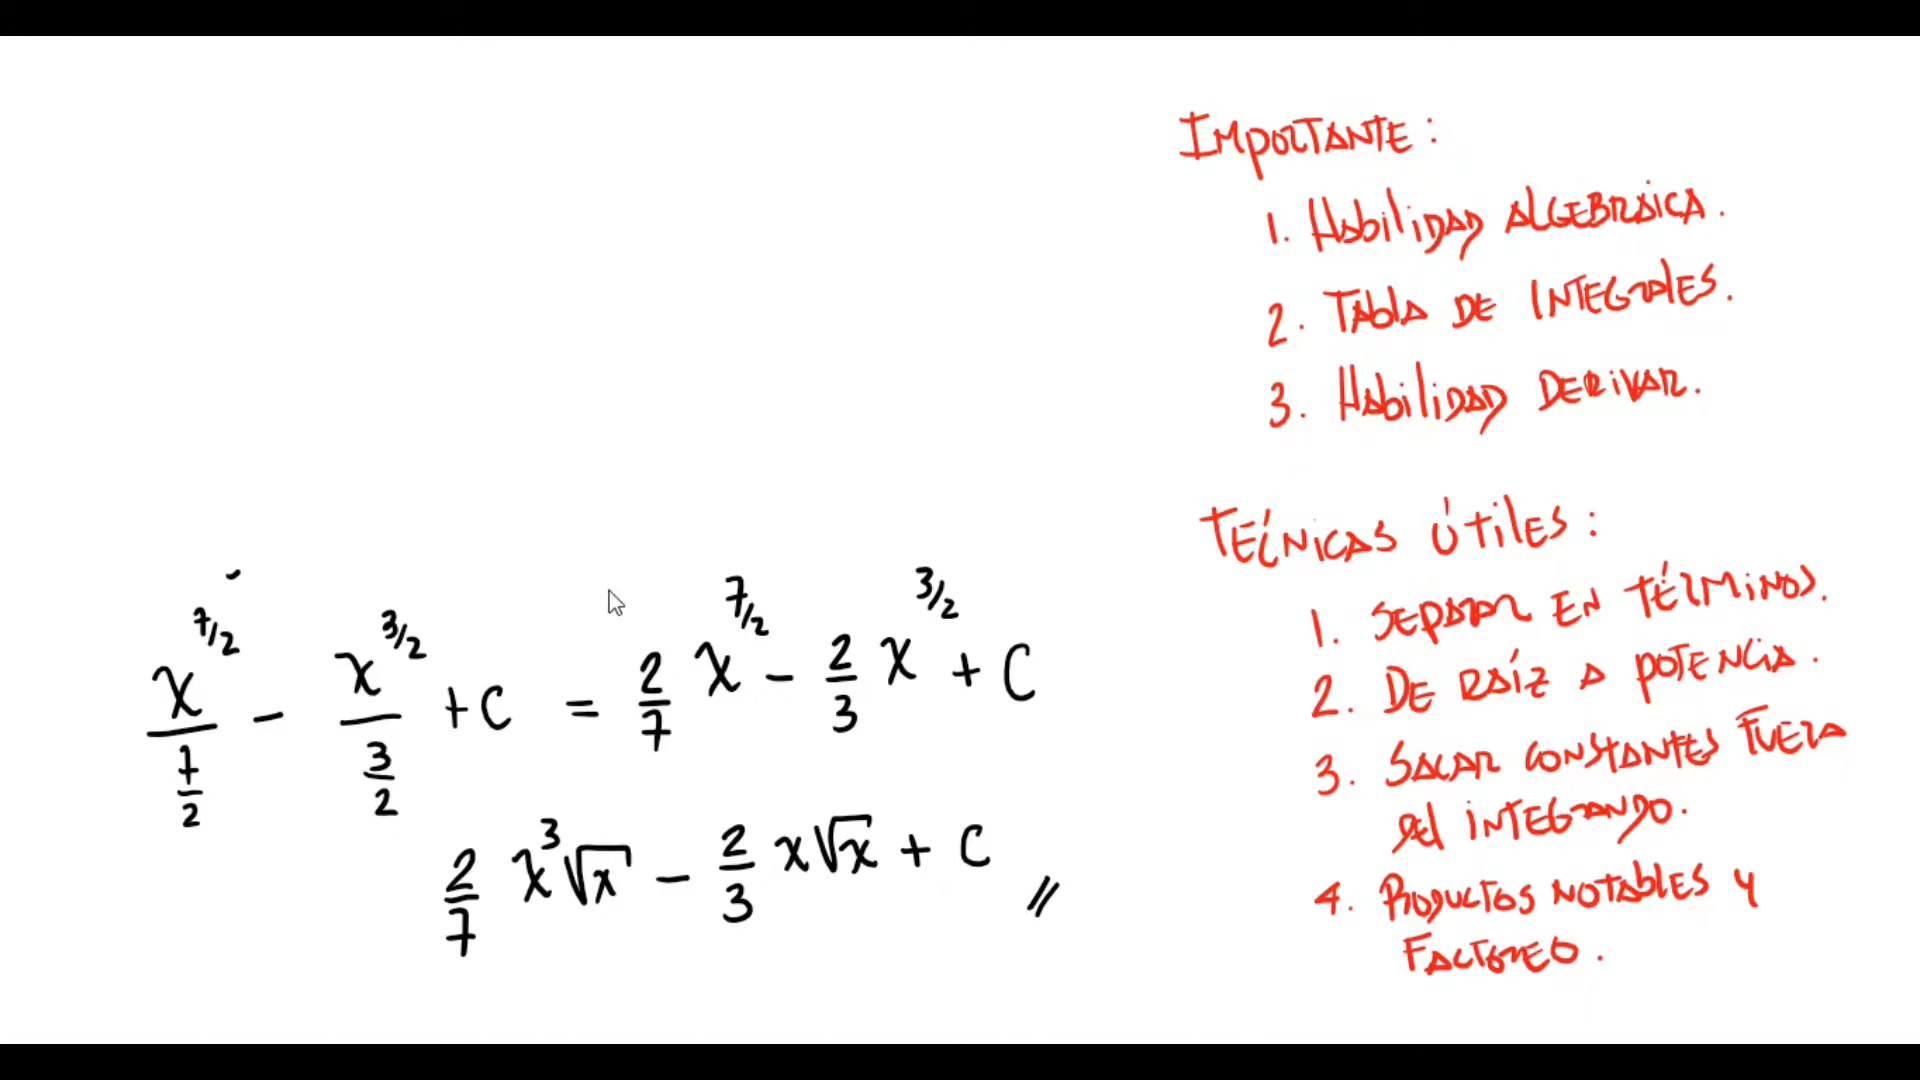 x^{7/2}/(7/2) - x^{3/2}/(3/2) + C = 2/7 x^{7/2} - 2/3 x^{3/2} + C
2/7 x³√x - 2/3 x√x + C //
IMPORTANTE:
1. Habilidad ALGEBRAICA.
2. Tabla DE INTEGRALES.
3. Habilidad DERIVAR.
TÉCNICAS ÚTILES:
1. SEPARAR EN TÉRMINOS.
2. DE RAÍZ A POTENCIA.
3. SACAR CONSTANTES FUERA
DEL INTEGRANDO.
4. PRODUCTOS NOTABLES Y
FACTOREO.